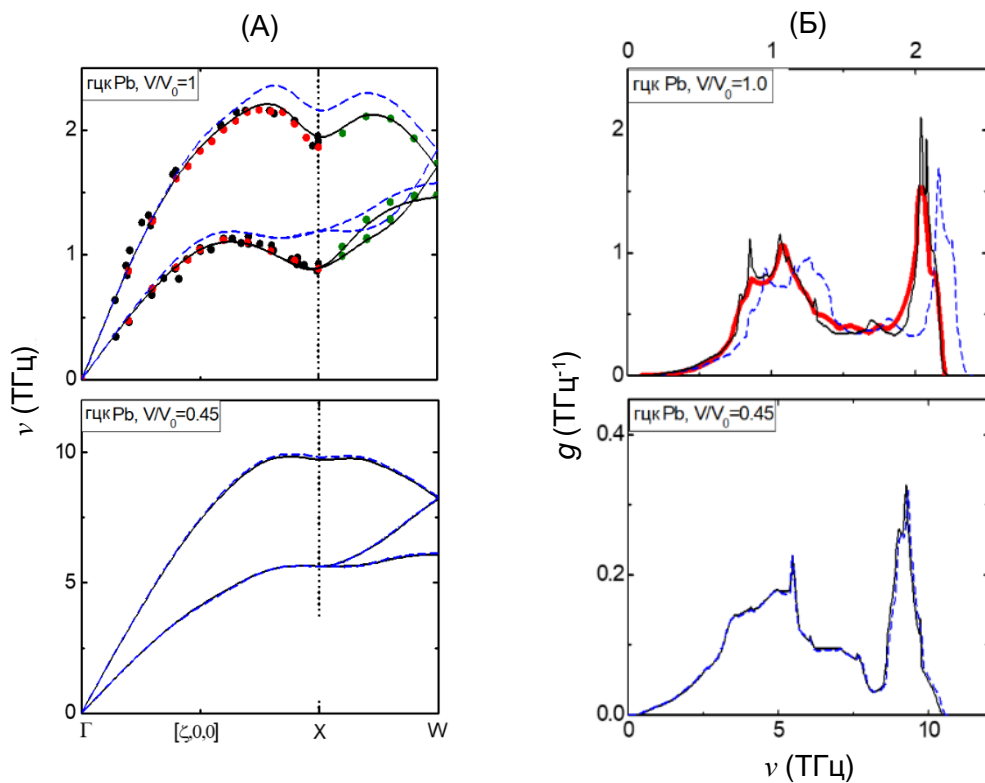 (А)
гцк Pb, V/V₀=1
2
1
0
гцк Pb, V/V₀=0.45
10
5
0
ν (ТГц)
Γ
[ζ,0,0]
X
W
(Б)
0
1
2
гцк Pb, V/V₀=1.0
2
1
0
гцк Pb, V/V₀=0.45
0.4
0.2
0.0
g (ТГц⁻¹)
5
10
ν (ТГц)